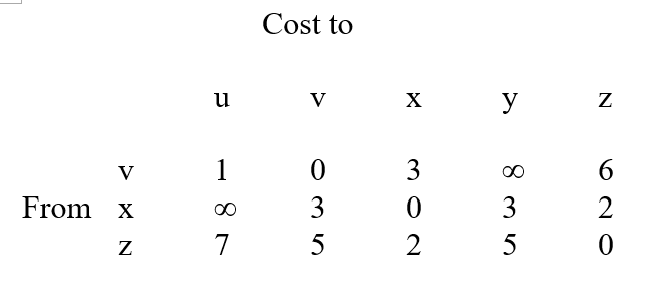 Cost to
u v x y z
v 1 0 3 ∞ 6
From x ∞ 3 0 3 2
z 7 5 2 5 0